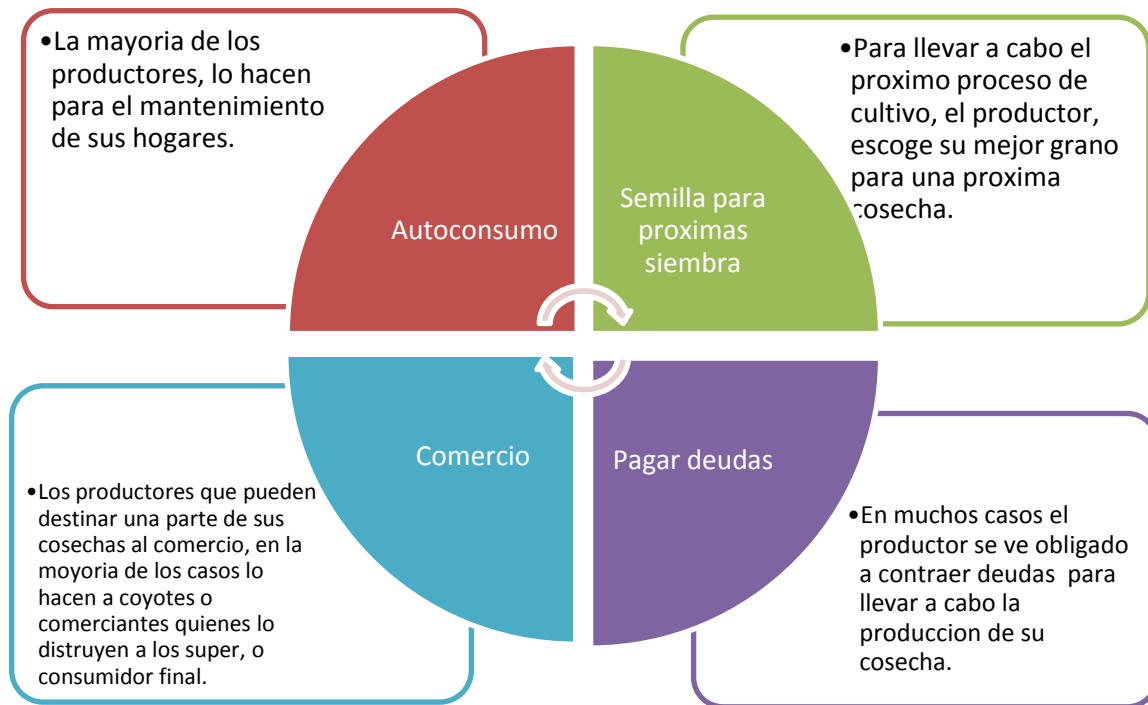 •La mayoria de los
productores, lo hacen
para el mantenimiento
de sus hogares.
Autoconsumo
Semilla para
proximas
siembra
•Para llevar a cabo el
proximo proceso de
cultivo, el productor,
escoge su mejor grano
para una proxima
cosecha.
Comercio
•Los productores que pueden
destinar una parte de sus
cosechas al comercio, en la
moyoria de los casos lo
hacen a coyotes o
comerciantes quienes lo
distruyen a los super, o
consumidor final.
Pagar deudas
•En muchos casos el
productor se ve obligado
a contraer deudas para
llevar a cabo la
produccion de su
cosecha.